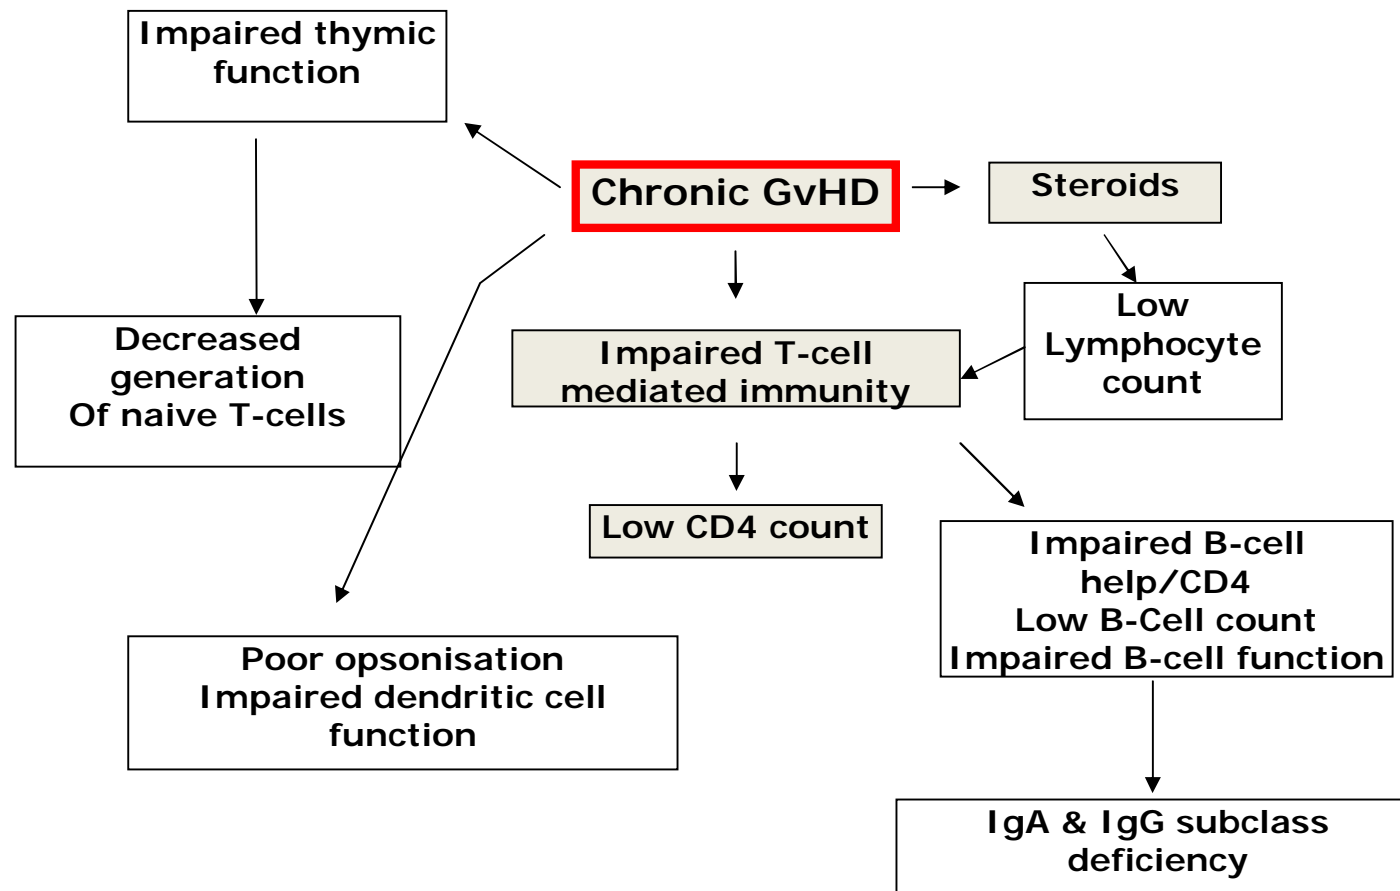 Impaired thymic
function
Chronic GvHD
Steroids
Decreased
generation
Of naive T-cells
Impaired T-cell
mediated immunity
Low
Lymphocyte
count
Low CD4 count
Impaired B-cell
help/CD4
Low B-Cell count
Impaired B-cell function
Poor opsonisation
Impaired dendritic cell
function
IgA & IgG subclass
deficiency